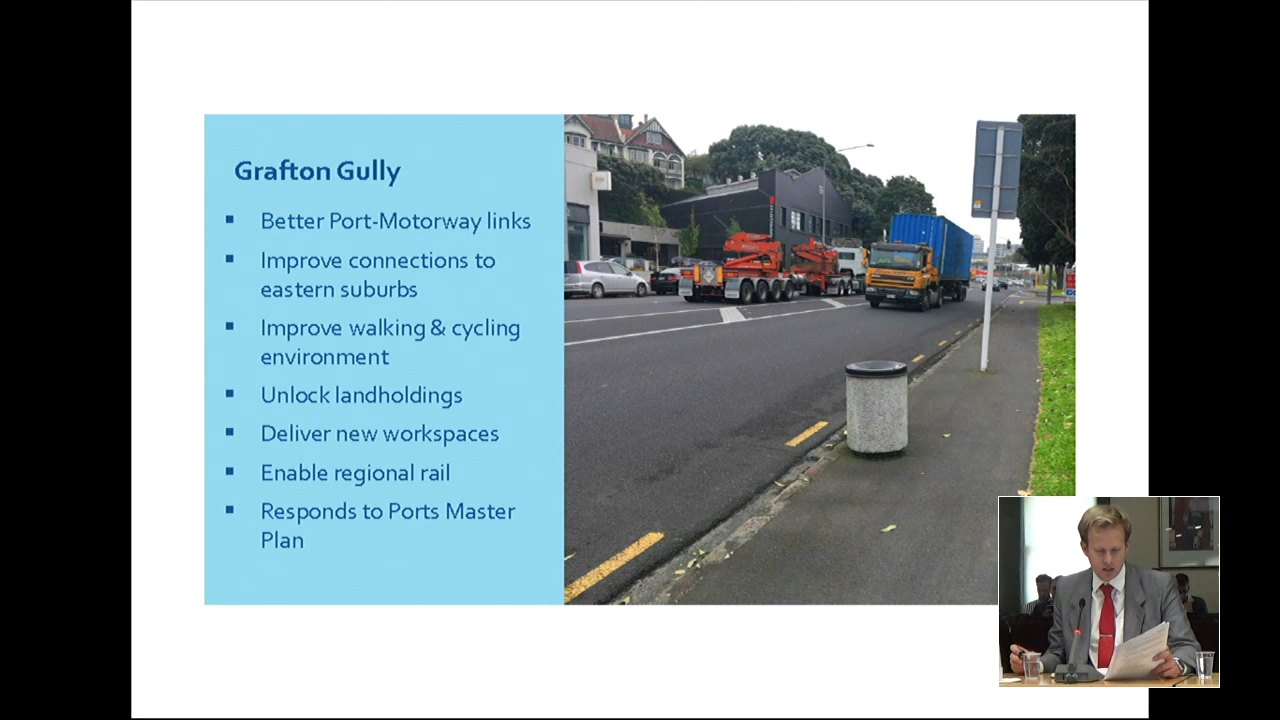 Grafton Gully
▪ Better Port-Motorway links
▪ Improve connections to
eastern suburbs
▪ Improve walking & cycling
environment
▪ Unlock landholdings
▪ Deliver new workspaces
▪ Enable regional rail
▪ Responds to Ports Master
Plan